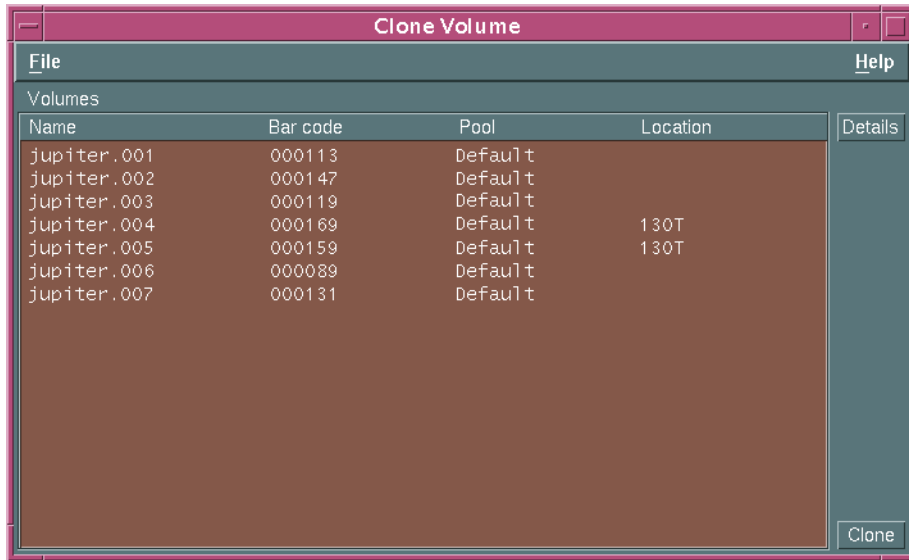 Clone Volume
File Help
Volumes
Name Bar code Pool Location Details
jupiter.001 000113 Default
jupiter.002 000147 Default
jupiter.003 000119 Default
jupiter.004 000169 Default 130T
jupiter.005 000159 Default 130T
jupiter.006 000089 Default
jupiter.007 000131 Default
Clone